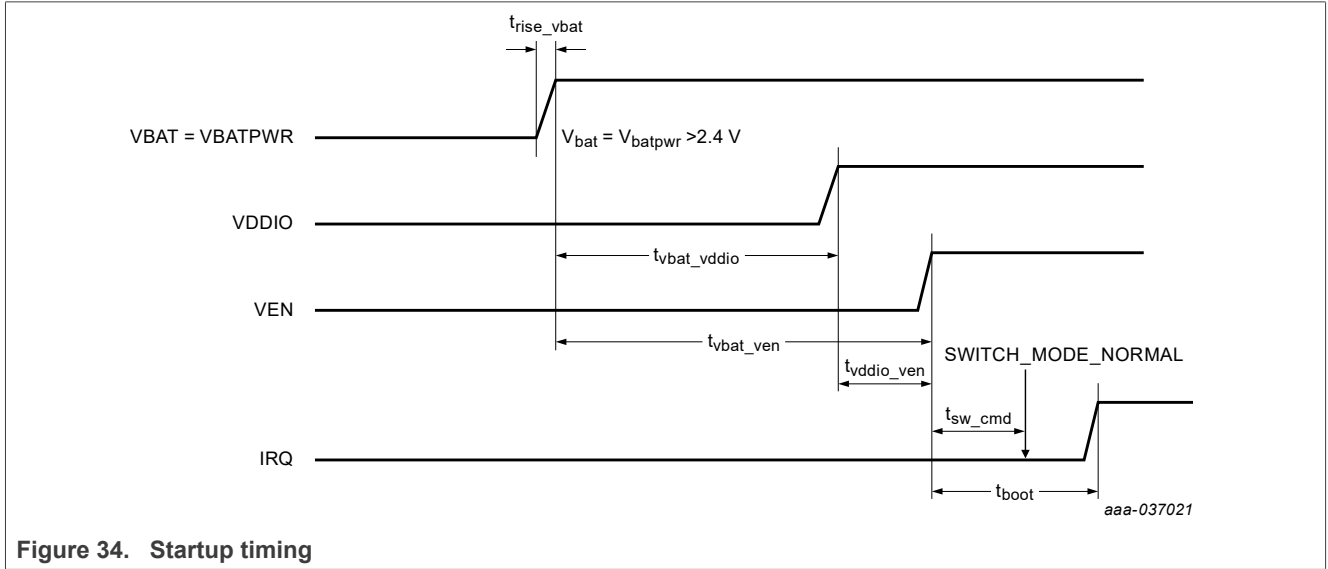 trise_vbat
VBAT = VBATPWR
Vbat = Vbatpwr >2.4 V
VDDIO
tvbat_vddio
VEN
tvbat_ven
tvddio_ven
SWITCH_MODE_NORMAL
tsw_cmd
IRQ
tboot
aaa-037021
Figure 34. Startup timing